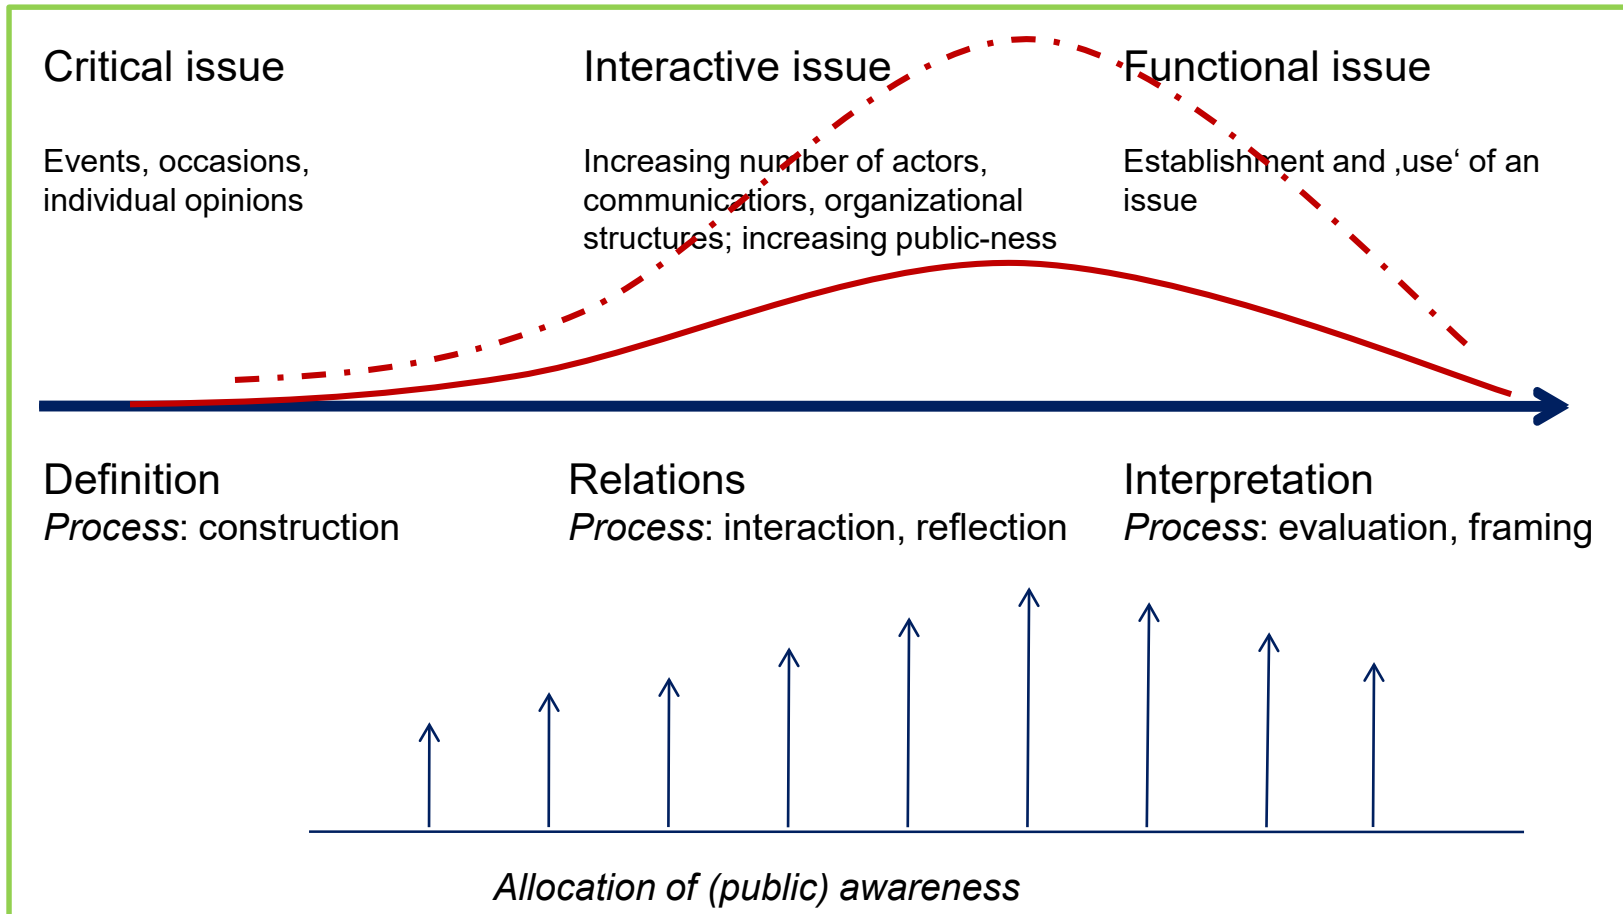 Critical issue
Interactive issue
Functional issue
Events, occasions,
individual opinions
Increasing number of actors,
communicatiors, organizational
structures; increasing public-ness
Establishment and ‚use‘ of an
issue
Definition
Process: construction
Relations
Process: interaction, reflection
Interpretation
Process: evaluation, framing
Allocation of (public) awareness